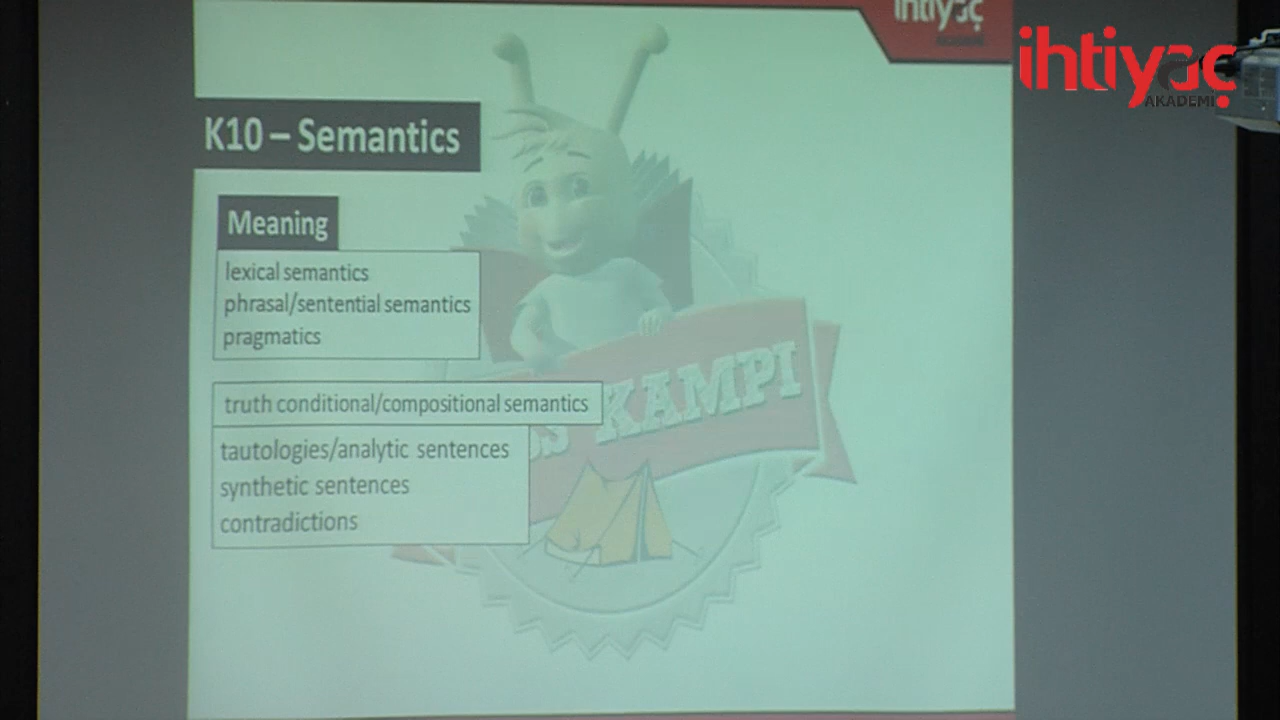 ihtiyaç
ihtiyaç
AKADEMİ
K10 – Semantics
Meaning
lexical semantics
phrasal/sentential semantics
pragmatics
KAMPI
truth conditional/compositional semantics
tautologies/analytic sentences
synthetic sentences
contradictions